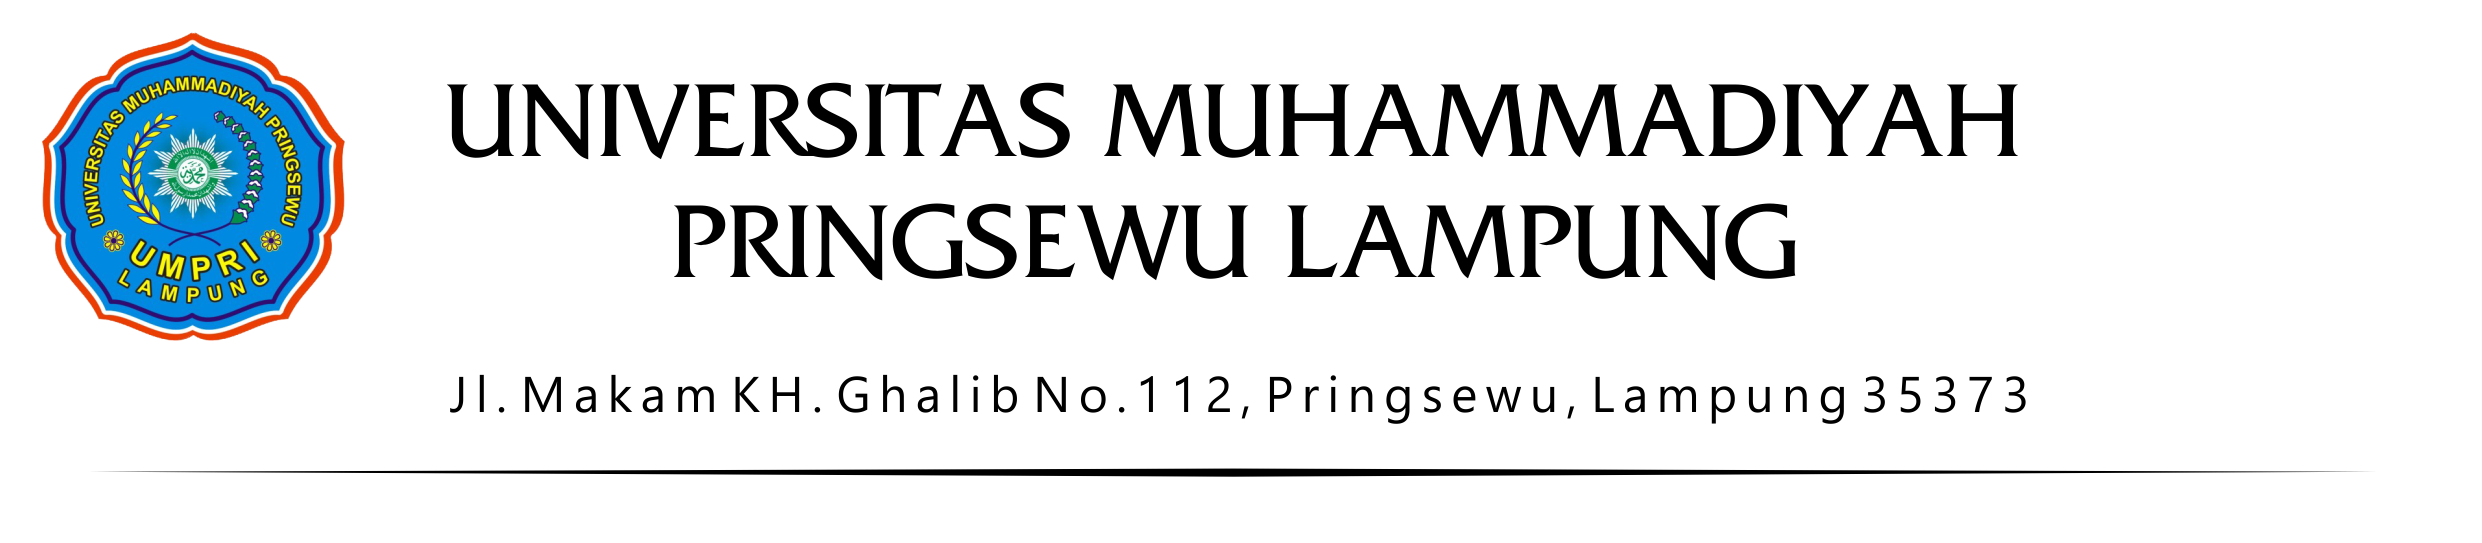 UNIVERSITAS MUHAMMADIYAH PRINGSEWU
UMPRI
LAMPUNG
UNIVERSITAS MUHAMMADIYAH
PRINGSEWU LAMPUNG
Jl. Makam KH. Ghalib No.112, Pringsewu, Lampung 35373